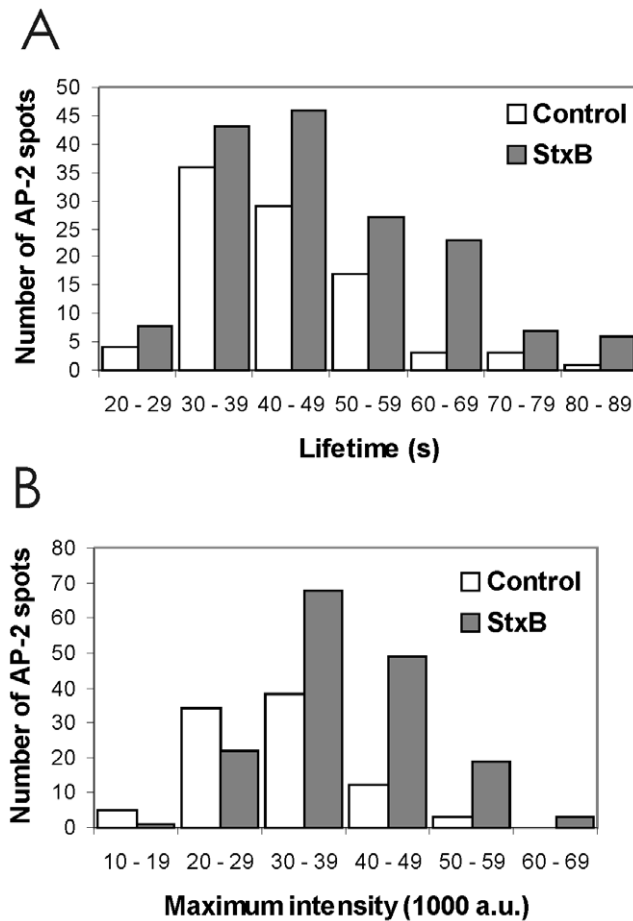 A
Number of AP-2 spots
50
45
40
35
30
25
20
15
10
5
0
Control
StxB
20 - 29 30 - 39 40 - 49 50 - 59 60 - 69 70 - 79 80 - 89
Lifetime (s)
B
Number of AP-2 spots
80
70
60
50
40
30
20
10
0
Control
StxB
10 - 19 20 - 29 30 - 39 40 - 49 50 - 59 60 - 69
Maximum intensity (1000 a.u.)